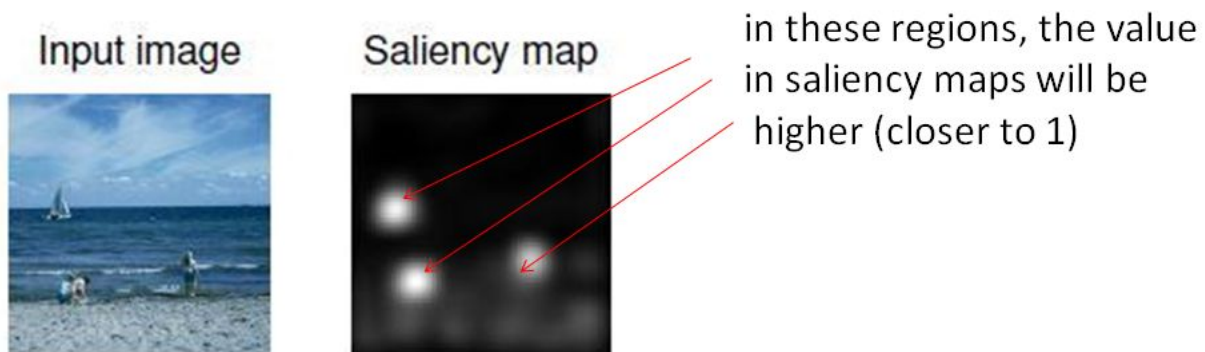 Input image
Saliency map
in these regions, the value
in saliency maps will be
higher (closer to 1)